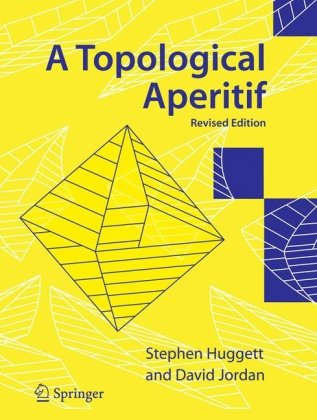 A Topological
Aperitif
Revised Edition
Stephen Huggett
and David Jordan
Springer